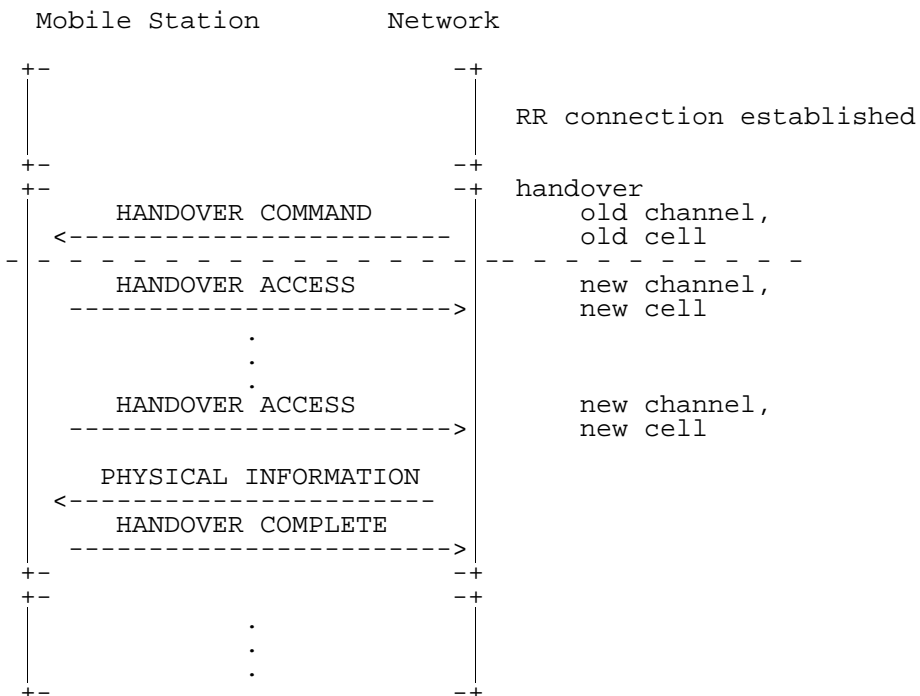 Mobile Station Network
RR connection established
handover
HANDOVER COMMAND old channel,
old cell
HANDOVER ACCESS new channel,
new cell
.
.
.
HANDOVER ACCESS new channel,
new cell
PHYSICAL INFORMATION
HANDOVER COMPLETE
.
.
.